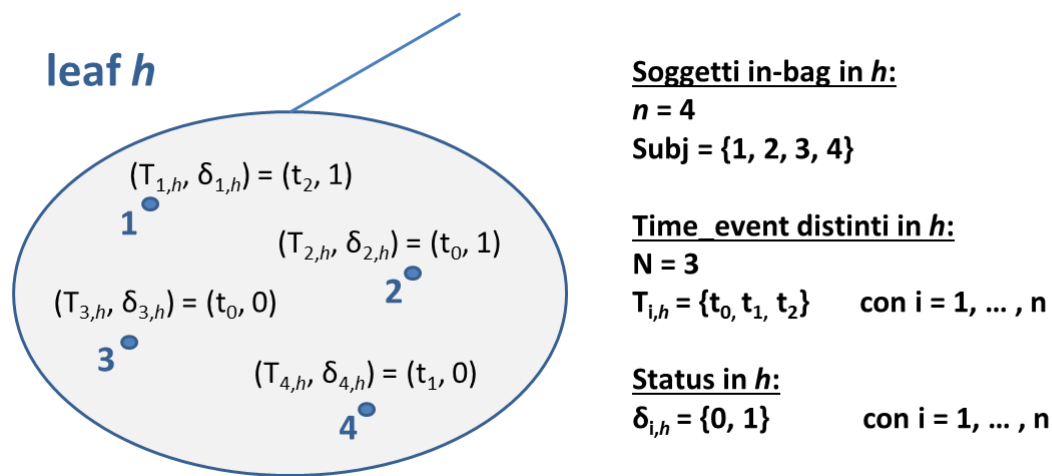 leaf h
(T1,h, δ1,h) = (t2, 1)
1
(T2,h, δ2,h) = (t0, 1)
2
(T3,h, δ3,h) = (t0, 0)
3
(T4,h, δ4,h) = (t1, 0)
4
Soggetti in-bag in h:
n = 4
Subj = {1, 2, 3, 4}
Time_event distinti in h:
N = 3
Ti,h = {t0, t1, t2} con i = 1, ... , n
Status in h:
δi,h = {0, 1} con i = 1, ... , n